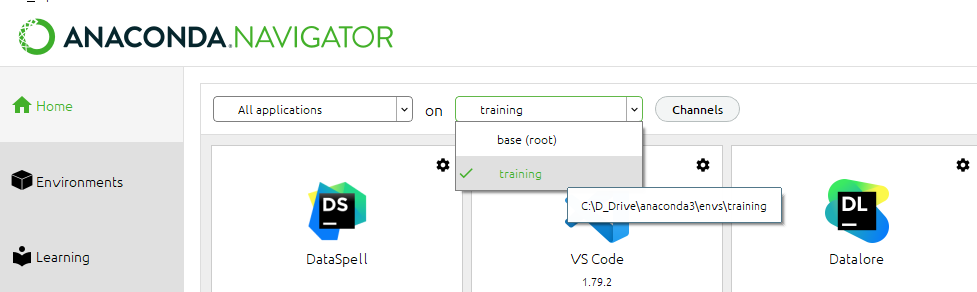 ANACONDA.NAVIGATOR
Home
All applications
on
training
Channels
base (root)
training
C:\D_Drive\anaconda3\envs\training
Environments
Learning
DS
DataSpell
VS Code
1.79.2
DL
Datalore